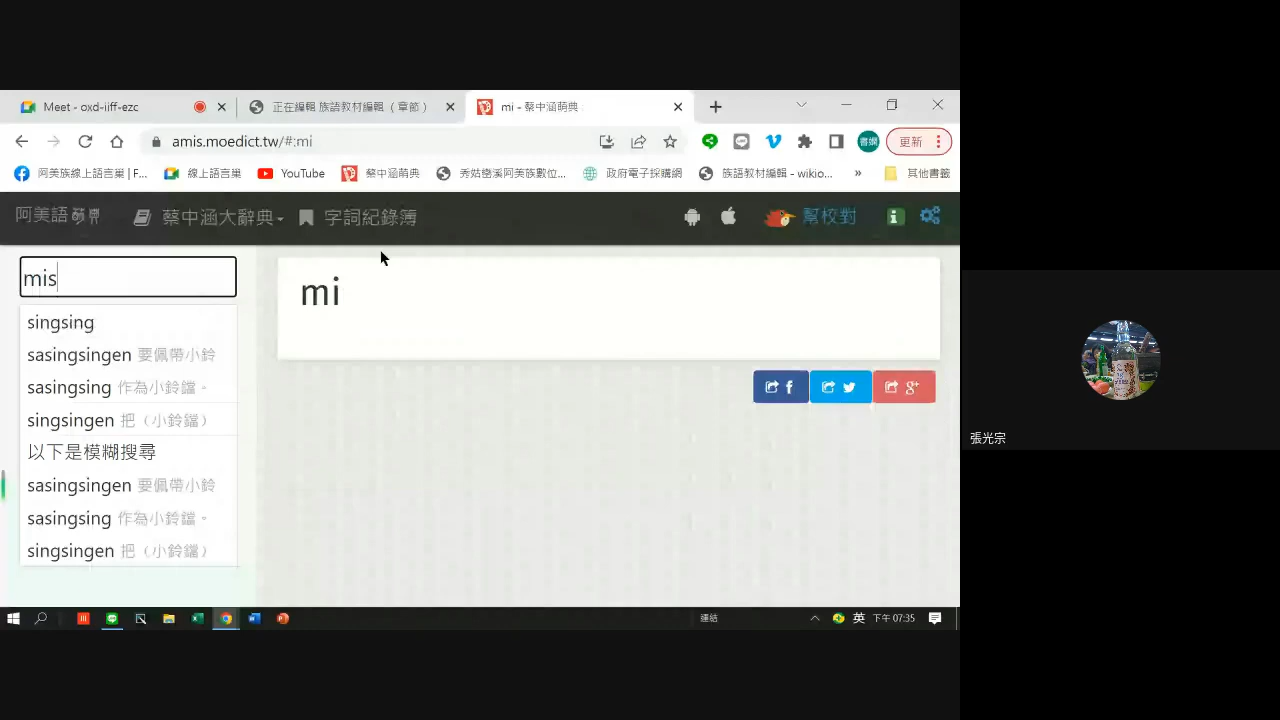 Meet - oxd-iiff-ezc
正在編輯 族語教材編輯 （章節）
mi - 蔡中涵萌典
amis.moedict.tw/#:mi
書嫻
更新
阿美族線上語言巢 | F...
線上語言巢
YouTube
蔡中涵萌典
秀姑巒溪阿美族數位...
政府電子採購網
族語教材編輯 - wikio...
»
其他書籤
阿美語萌典
蔡中涵大辭典
字詞紀錄簿
幫校對
mis
singsing
sasingsingen 要佩帶小鈴
sasingsing 作為小鈴鐺。
singsingen 把（小鈴鐺）
以下是模糊搜尋
sasingsingen 要佩帶小鈴
sasingsing 作為小鈴鐺。
singsingen 把（小鈴鐺）
mi
連結
英
下午 07:35
張光宗